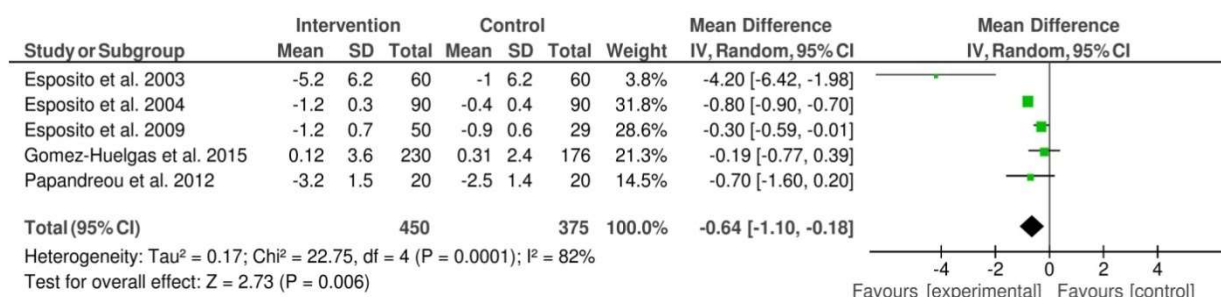 Intervention Control Mean Difference Mean Difference
Study or Subgroup Mean SD Total Mean SD Total Weight IV, Random, 95% CI IV, Random, 95% CI
Esposito et al. 2003 -5.2 6.2 60 -1 6.2 60 3.8% -4.20 [-6.42, -1.98]
Esposito et al. 2004 -1.2 0.3 90 -0.4 0.4 90 31.8% -0.80 [-0.90, -0.70]
Esposito et al. 2009 -1.2 0.7 50 -0.9 0.6 29 28.6% -0.30 [-0.59, -0.01]
Gomez-Huelgas et al. 2015 0.12 3.6 230 0.31 2.4 176 21.3% -0.19 [-0.77, 0.39]
Papandreou et al. 2012 -3.2 1.5 20 -2.5 1.4 20 14.5% -0.70 [-1.60, 0.20]
Total (95% CI) 450 375 100.0% -0.64 [-1.10, -0.18]
Heterogeneity: Tau² = 0.17; Chi² = 22.75, df = 4 (P = 0.0001); I² = 82%
Test for overall effect: Z = 2.73 (P = 0.006)
-4 -2 0 2 4
Favours [experimental] Favours [control]